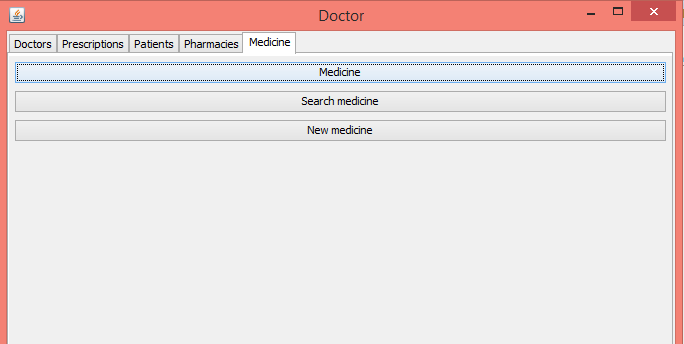 Doctor
Doctors Prescriptions Patients Pharmacies Medicine
Medicine
Search medicine
New medicine